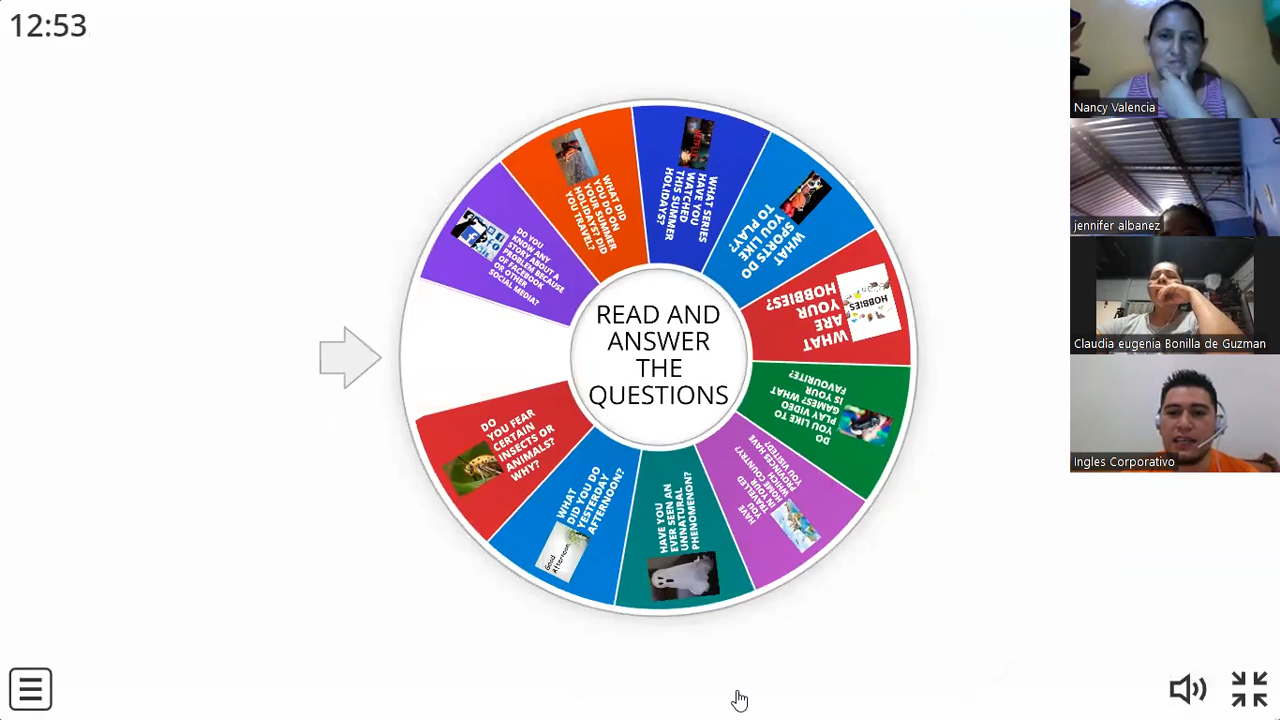 12:53
READ AND
ANSWER
THE
QUESTIONS
WHAT SERIES
HAVE YOU
WATCHED
THIS SUMMER
HOLIDAYS?
NETFLIX
WHAT
SPORTS DO
YOU LIKE
TO PLAY?
WHAT
ARE
YOUR
HOBBIES?
HOBBIES
DO
YOU LIKE TO
PLAY VIDEO
GAMES? WHAT
IS YOUR
FAVOURITE?
HAVE
YOU
TRAVELLED
IN YOUR
HOME COUNTRY?
WHICH
PROVINCES HAVE
YOU VISITED?
HAVE YOU
EVER SEEN AN
UNNATURAL
PHENOMENON?
WHAT
DID YOU DO
YESTERDAY
AFTERNOON?
Good
Afternoon
DO
YOU FEAR
CERTAIN
INSECTS OR
ANIMALS?
WHY?
DO YOU
KNOW ANY
STORY ABOUT A
PROBLEM BECAUSE
OF FACEBOOK
OR OTHER
SOCIAL MEDIA?
WHAT DID
YOU DO ON
YOUR SUMMER
HOLIDAYS? DID
YOU TRAVEL?
Nancy Valencia
jennifer albanez
Claudia eugenia Bonilla de Guzman
Ingles Corporativo